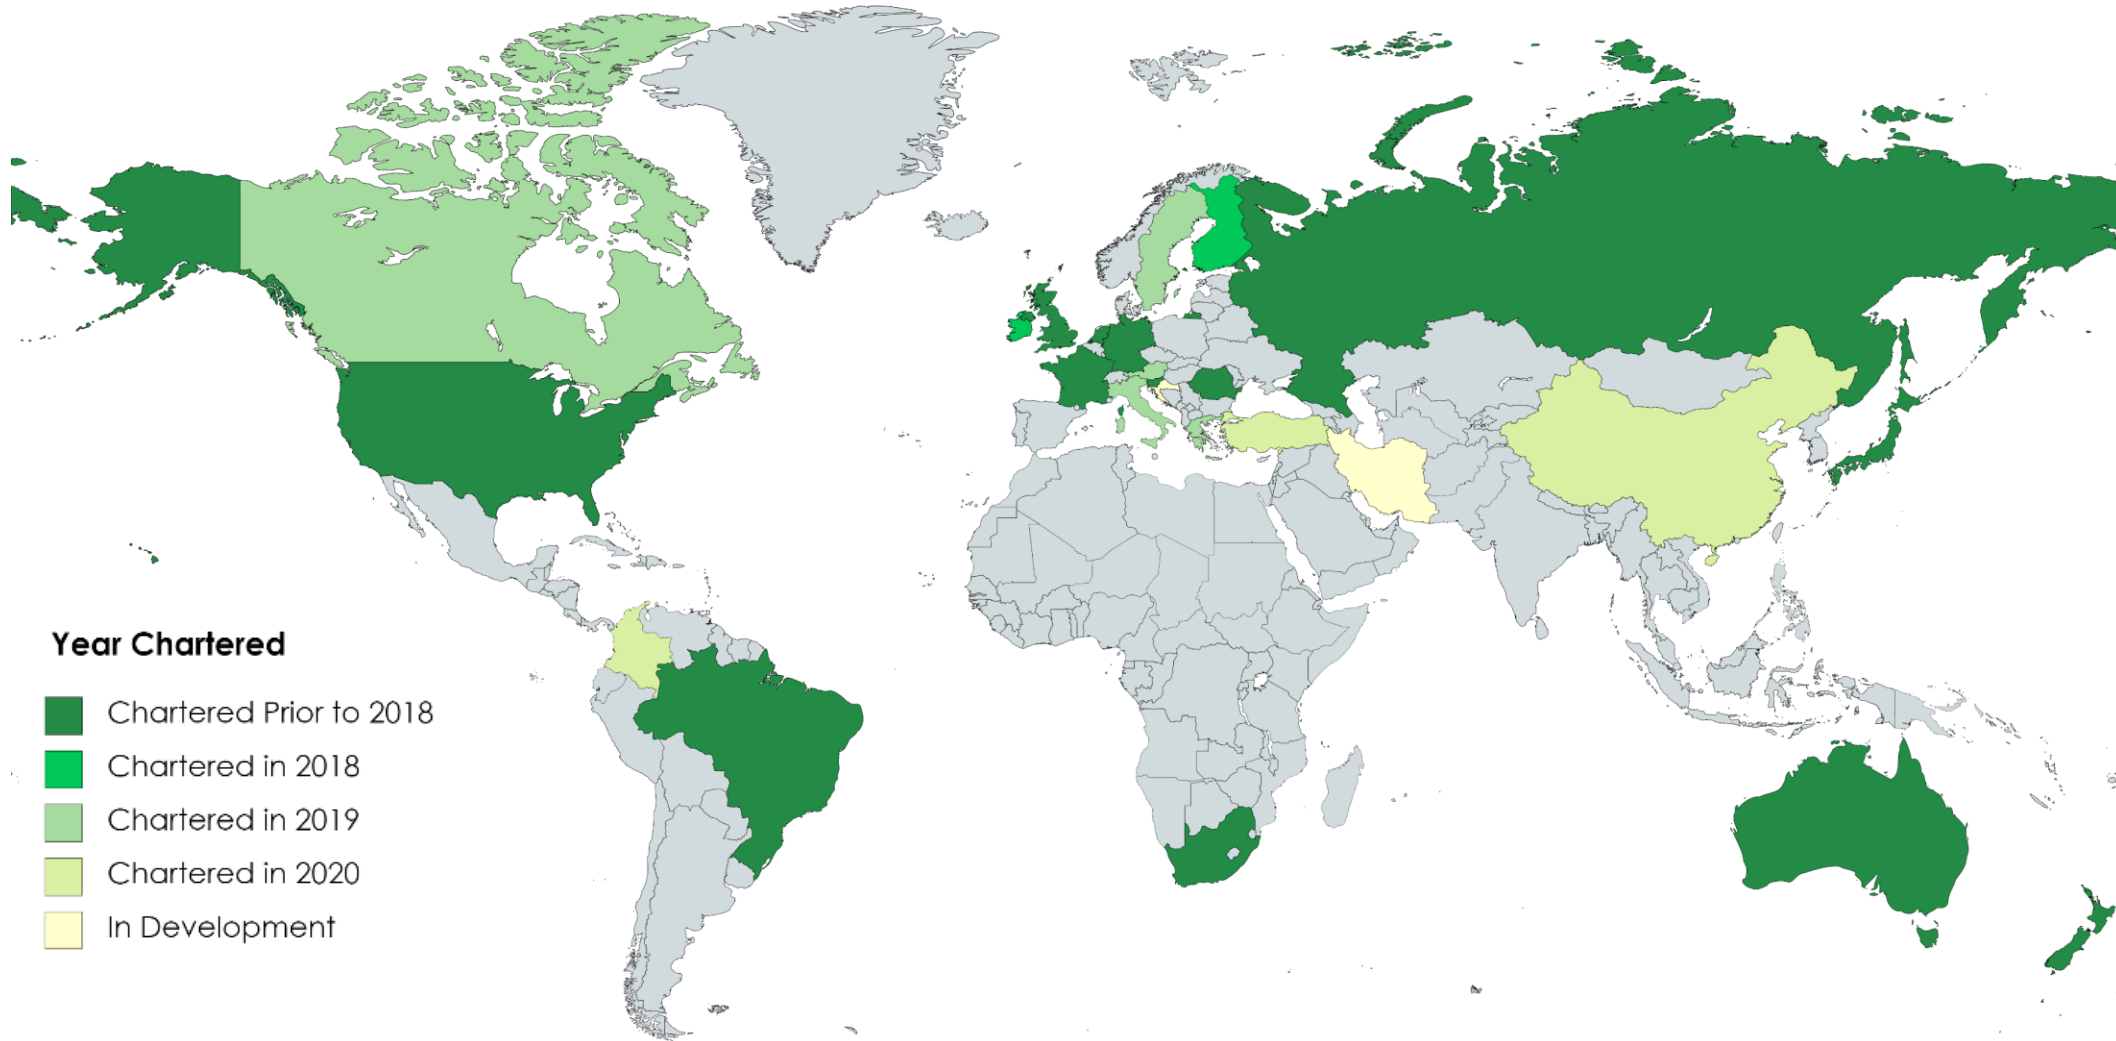 Year Chartered
Chartered Prior to 2018
Chartered in 2018
Chartered in 2019
Chartered in 2020
In Development